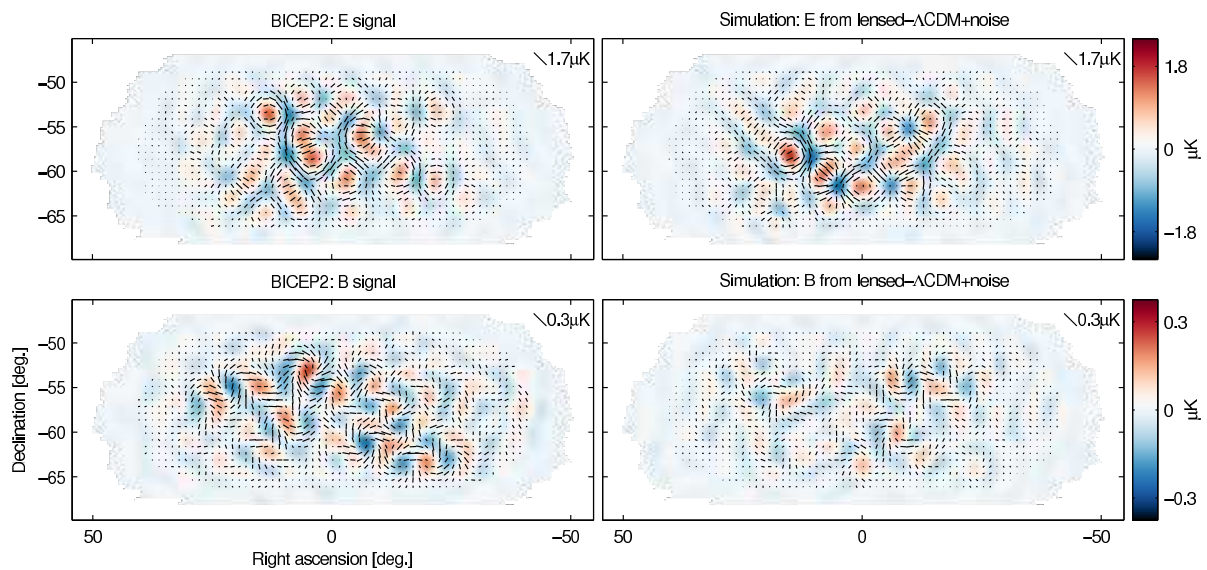 BICEP2: E signal
Simulation: E from lensed−ΛCDM+noise
1.7μK
1.7μK
−50
−55
−60
−65
1.8
0
−1.8
μK
BICEP2: B signal
Simulation: B from lensed−ΛCDM+noise
0.3μK
0.3μK
Declination [deg.]
−50
−55
−60
−65
0.3
0
−0.3
μK
50
0
−50
50
0
−50
Right ascension [deg.]